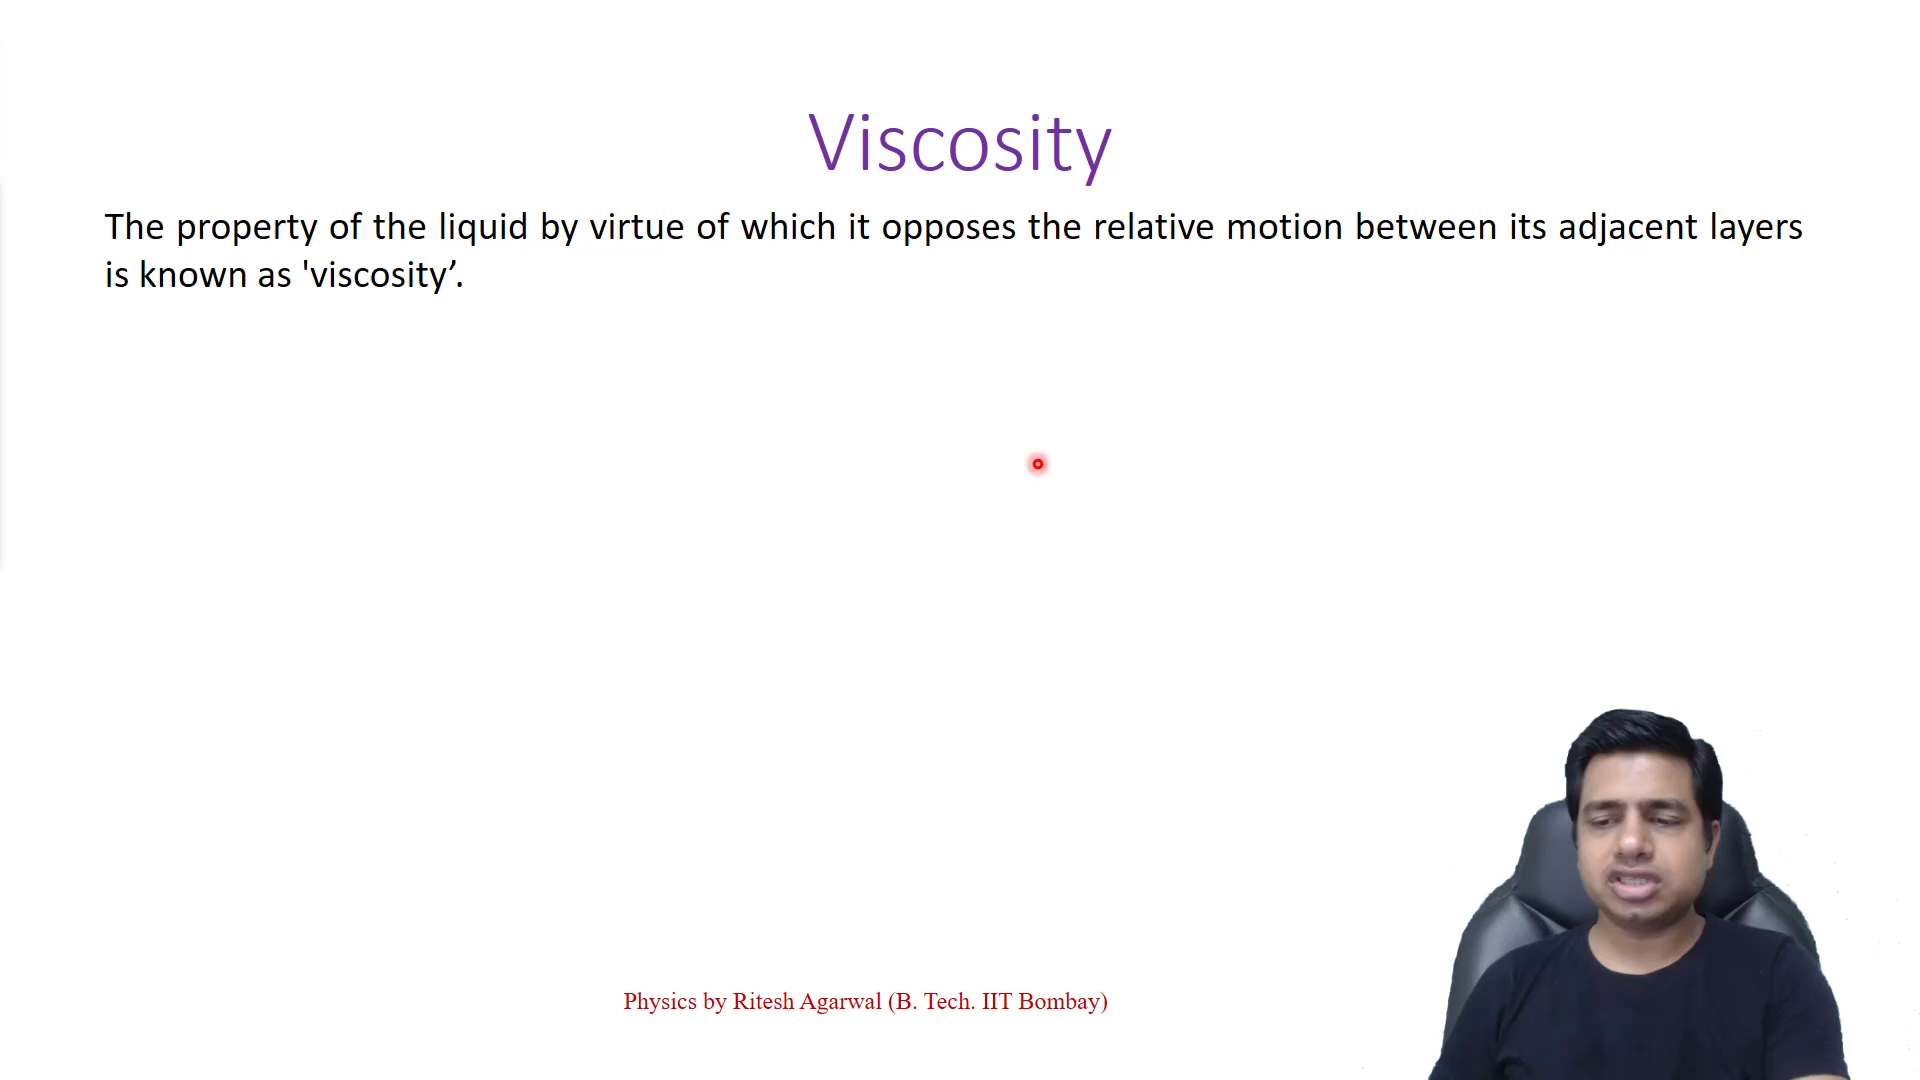 Viscosity
The property of the liquid by virtue of which it opposes the relative motion between its adjacent layers
is known as 'viscosity’.
Physics by Ritesh Agarwal (B. Tech. IIT Bombay)